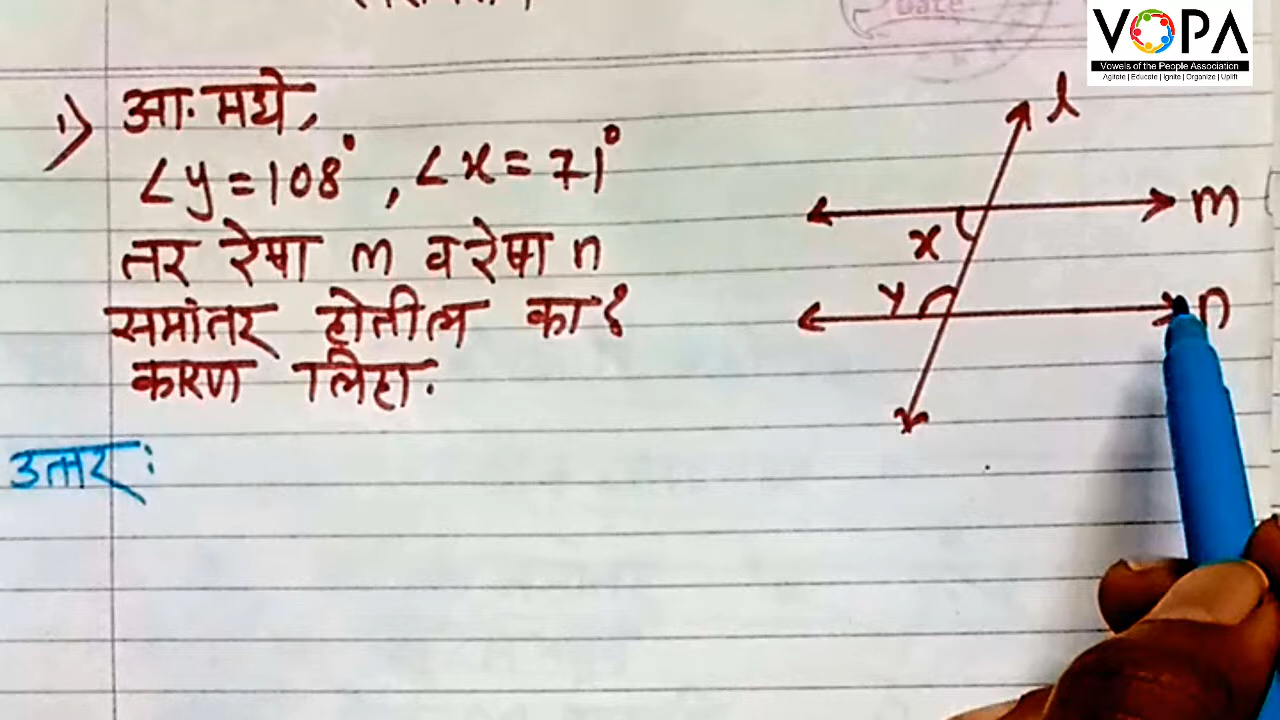 Date
VOPA
Vowels of the People Association
Agitate | Educate | Ignite | Organize | Uplift
1) आ. मध्ये,
∠y = 108°, ∠x = 71°
तर रेषा m व रेषा n
समांतर होतील का?
कारण लिहा.
l
m
x
y
n
उत्तर: